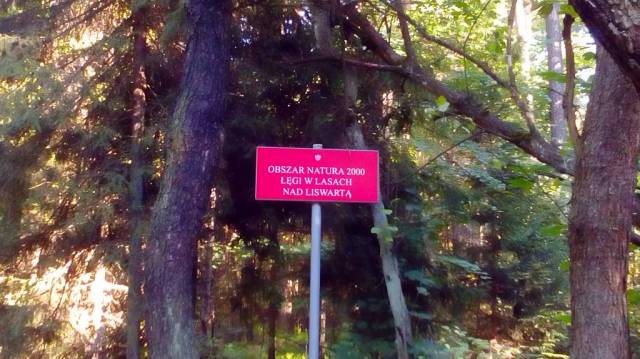 OBSZAR NATURA 2000
ŁĘGI W LASACH
NAD LISWARTĄ